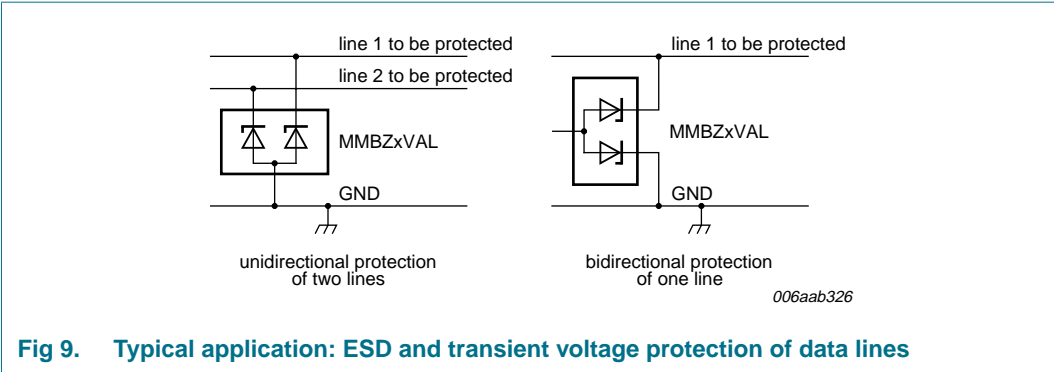 line 1 to be protected
line 2 to be protected
MMBZxVAL
GND
unidirectional protection
of two lines
line 1 to be protected
MMBZxVAL
GND
bidirectional protection
of one line
006aab326
Fig 9. Typical application: ESD and transient voltage protection of data lines